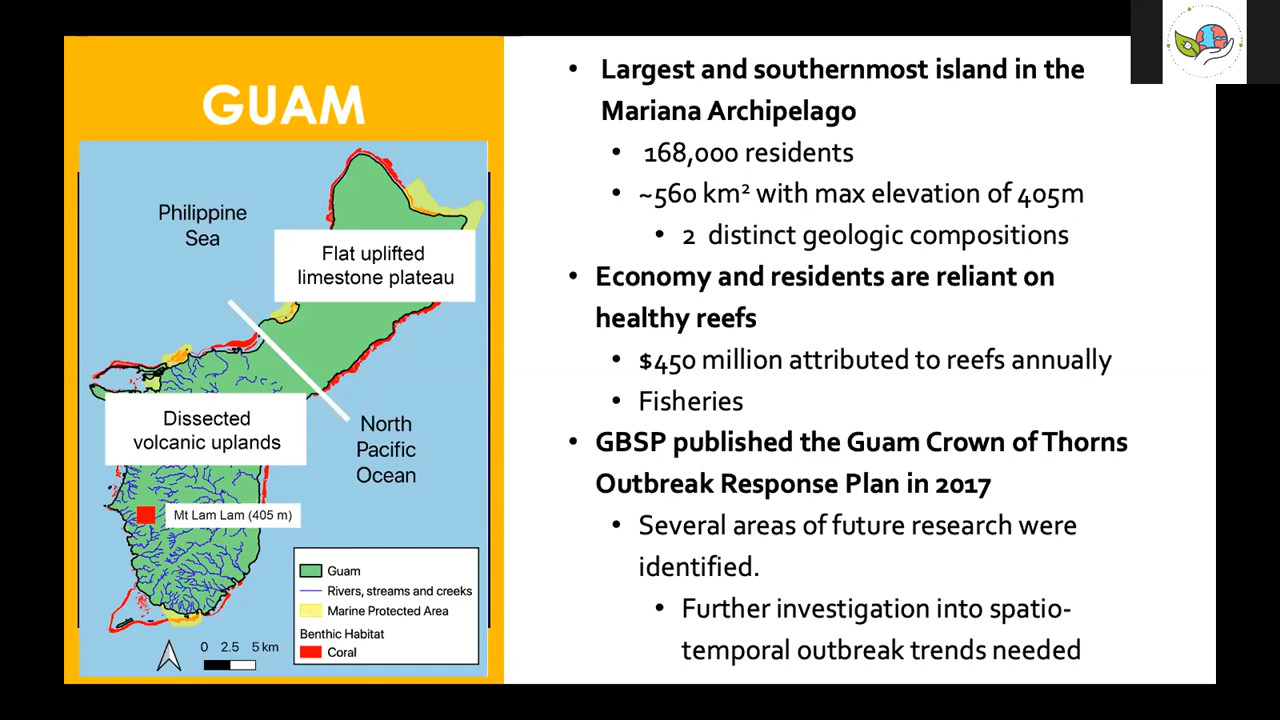 GUAM
Philippine
Sea
Flat uplifted
limestone plateau
Dissected
volcanic uplands
North
Pacific
Ocean
Mt Lam Lam (405 m)
Guam
Rivers, streams and creeks
Marine Protected Area
Benthic Habitat
Coral
0 2.5 5 km
• Largest and southernmost island in the
Mariana Archipelago
• 168,000 residents
• ~560 km² with max elevation of 405m
• 2 distinct geologic compositions
• Economy and residents are reliant on
healthy reefs
• $450 million attributed to reefs annually
• Fisheries
• GBSP published the Guam Crown of Thorns
Outbreak Response Plan in 2017
• Several areas of future research were
identified.
• Further investigation into spatio-
temporal outbreak trends needed